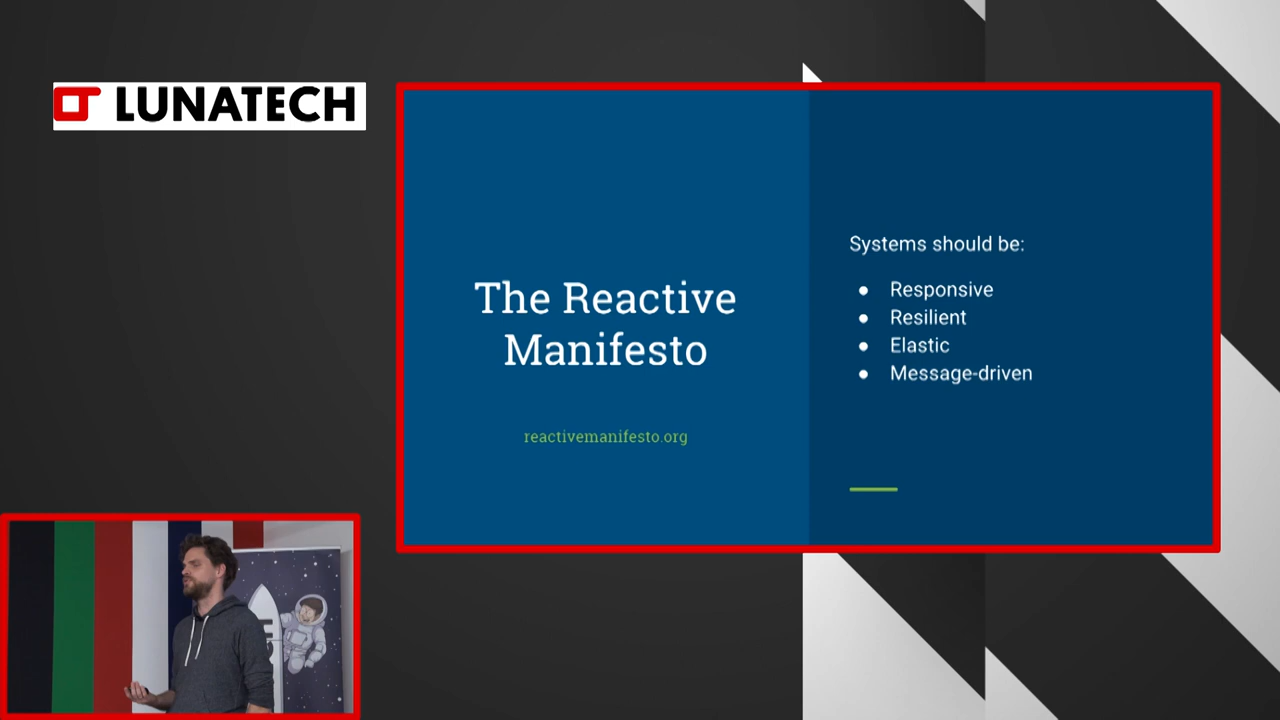 LUNATECH
The Reactive
Manifesto
reactivemanifesto.org
Systems should be:
● Responsive
● Resilient
● Elastic
● Message-driven